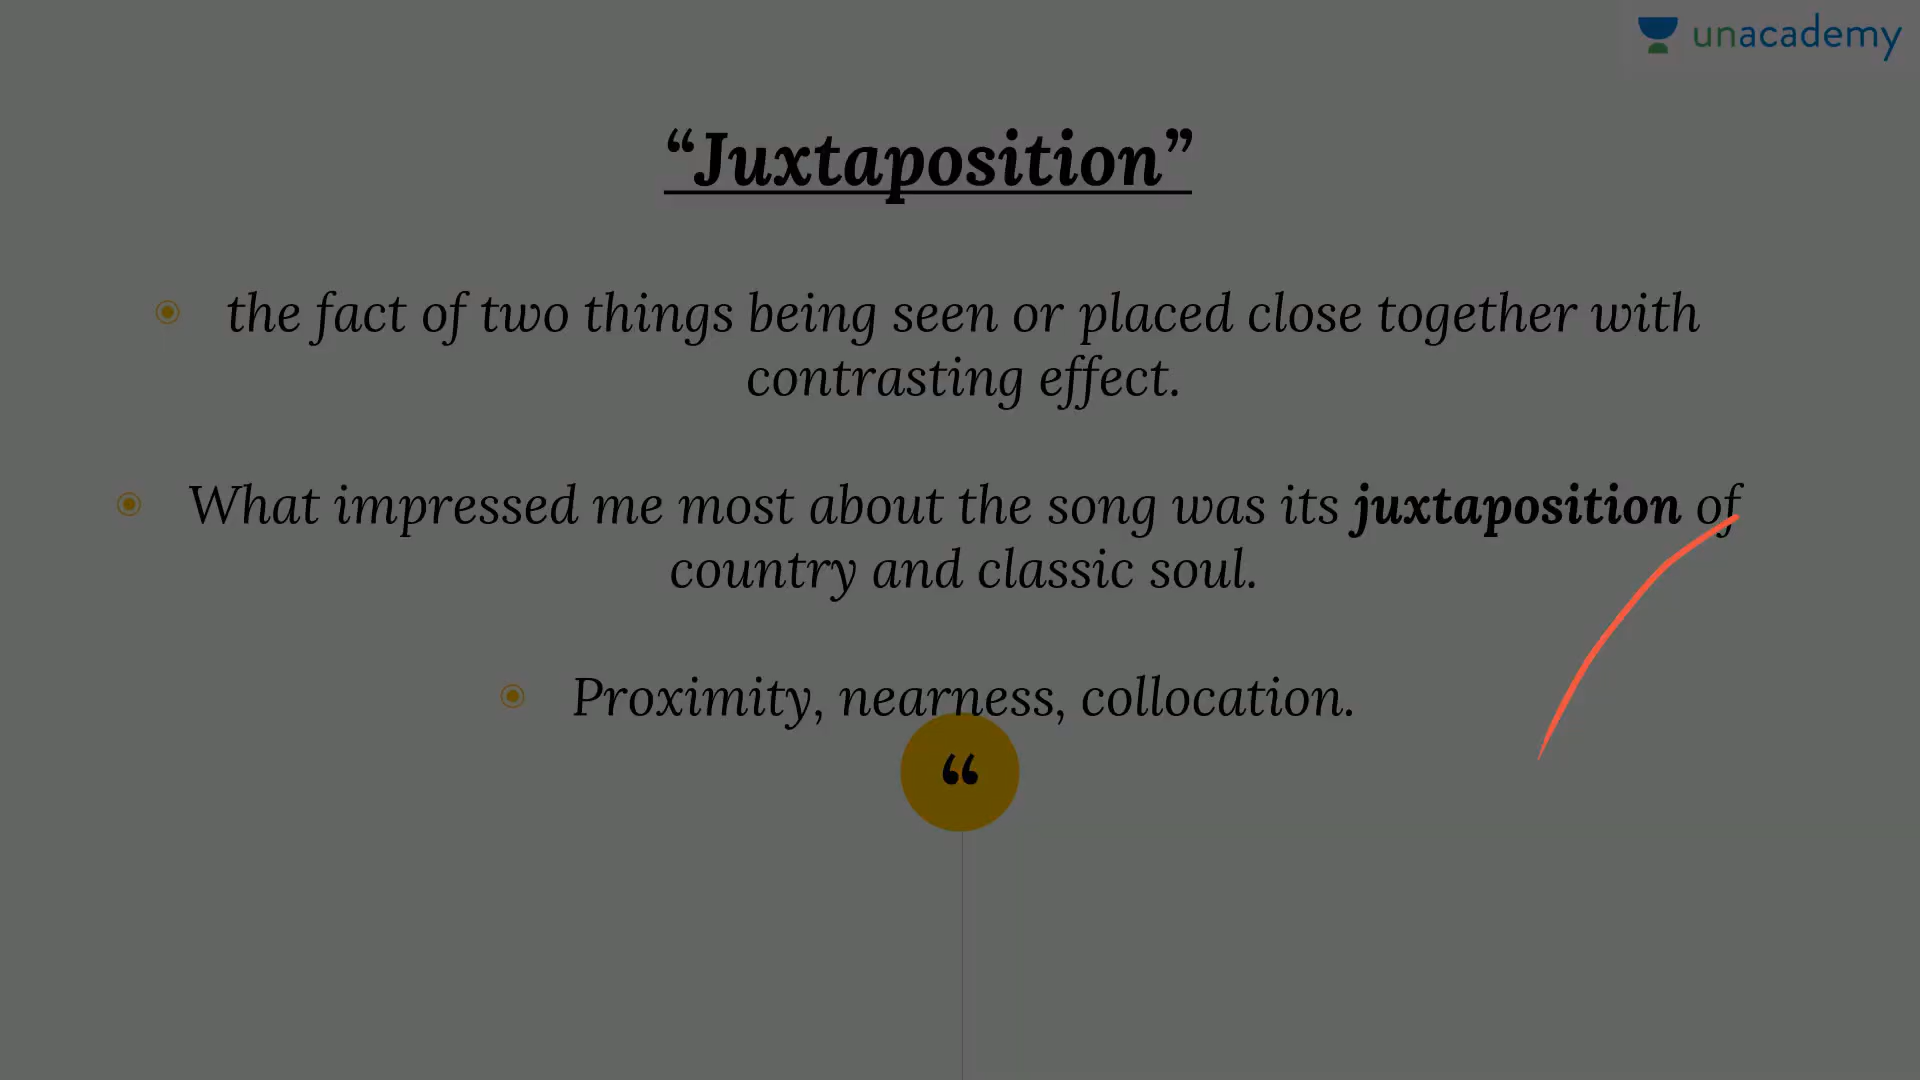 unacademy
“Juxtaposition”
the fact of two things being seen or placed close together with
contrasting effect.
What impressed me most about the song was its juxtaposition of
country and classic soul.
Proximity, nearness, collocation.
“